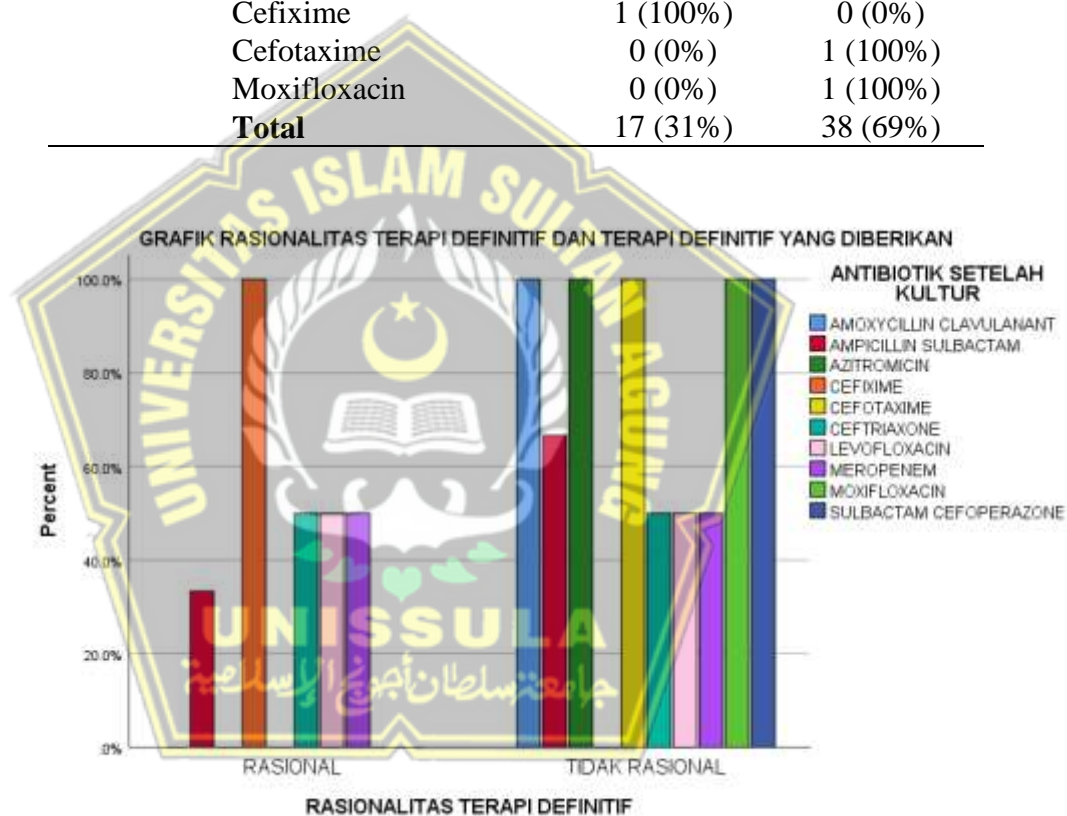 Cefixime 1 (100%) 0 (0%)
Cefotaxime 0 (0%) 1 (100%)
Moxifloxacin 0 (0%) 1 (100%)
Total 17 (31%) 38 (69%)
GRAFIK RASIONALITAS TERAPI DEFINITIF DAN TERAPI DEFINITIF YANG DIBERIKAN
ANTIBIOTIK SETELAH
KULTUR
AMOXYCILLIN CLAVULANANT
AMPICILLIN SULBACTAM
AZITROMICIN
CEFIXIME
CEFOTAXIME
CEFTRIAXONE
LEVOFLOXACIN
MEROPENEM
MOXIFLOXACIN
SULBACTAM CEFOPERAZONE
Percent
100.0%
80.0%
60.0%
40.0%
20.0%
.0%
RASIONAL
TIDAK RASIONAL
RASIONALITAS TERAPI DEFINITIF
UNIVERSITAS ISLAM SULTAN AGUNG
UNISSULA
جامعتسلطان أجونج الإسلامية